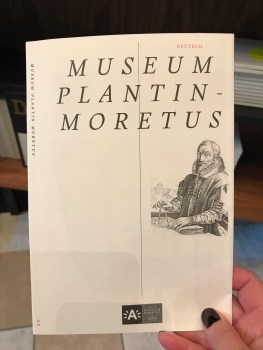 DEUTSCH
MUSEUM
PLANTIN-
MORETUS
MUSEUM PLANTIN MORETUS
A